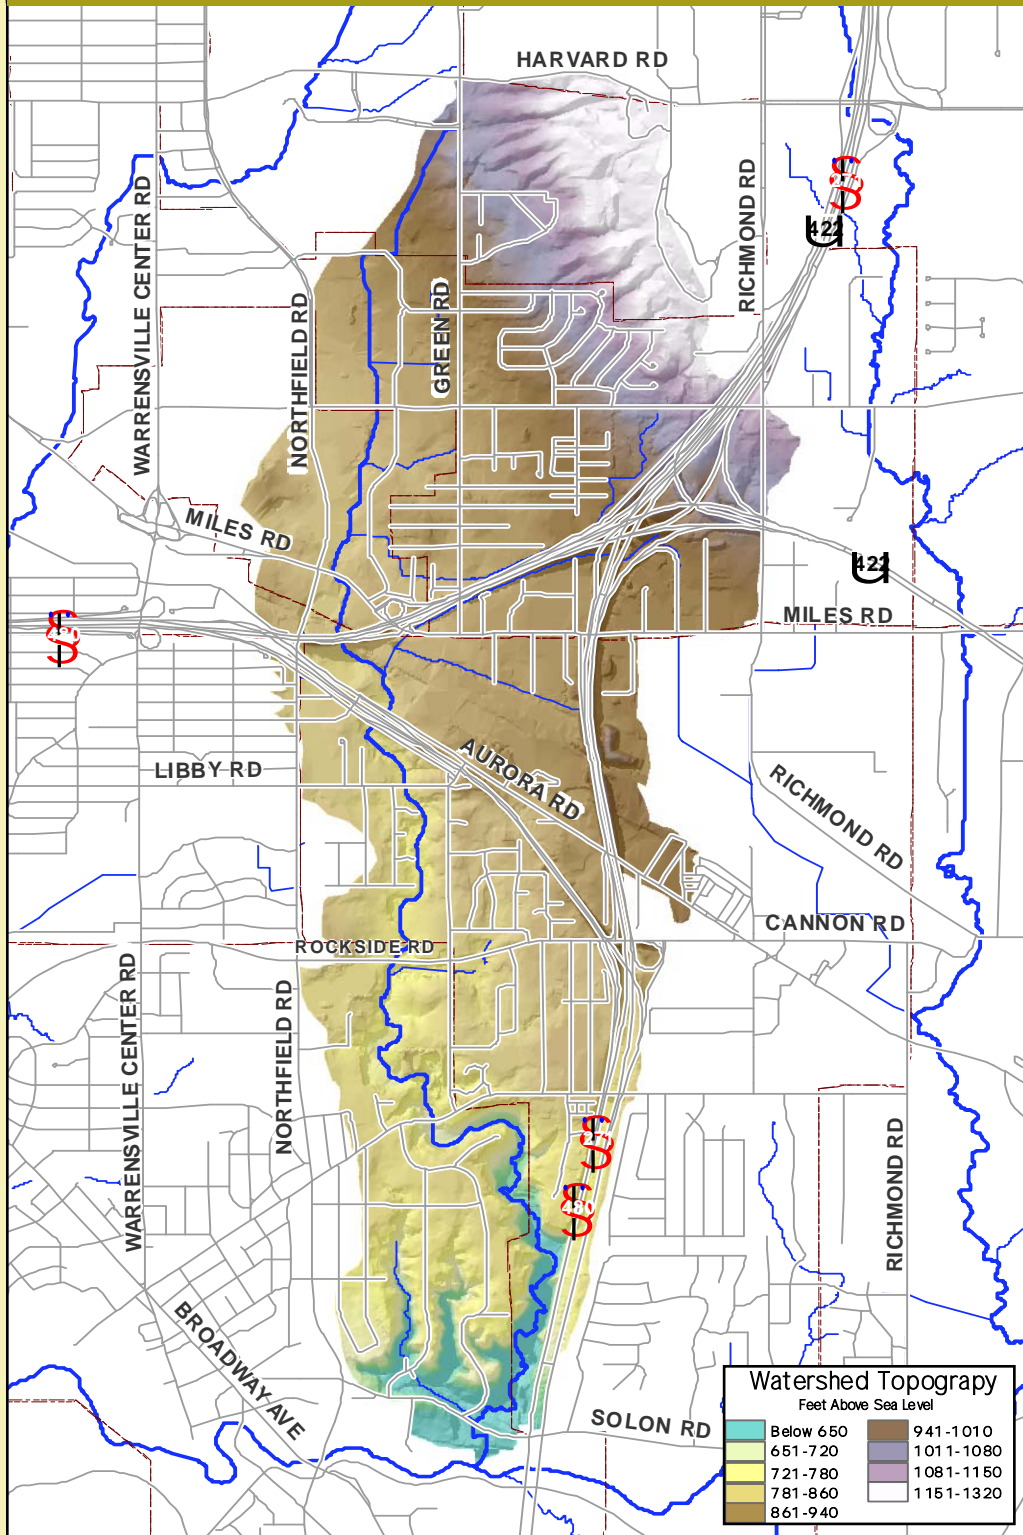 HARVARD RD
WARRENSVILLE CENTER RD
RICHMOND RD
422
NORTHFIELD RD
GREEN RD
MILES RD
422
MILES RD
480
LIBBY RD
AURORA RD
RICHMOND RD
CANNON RD
ROCKSIDE RD
WARRENSVILLE CENTER RD
NORTHFIELD RD
RICHMOND RD
480
BROADWAY AVE
SOLON RD
Watershed Topograpy
Feet Above Sea Level
Below 650
651-720
721-780
781-860
861-940
941-1010
1011-1080
1081-1150
1151-1320